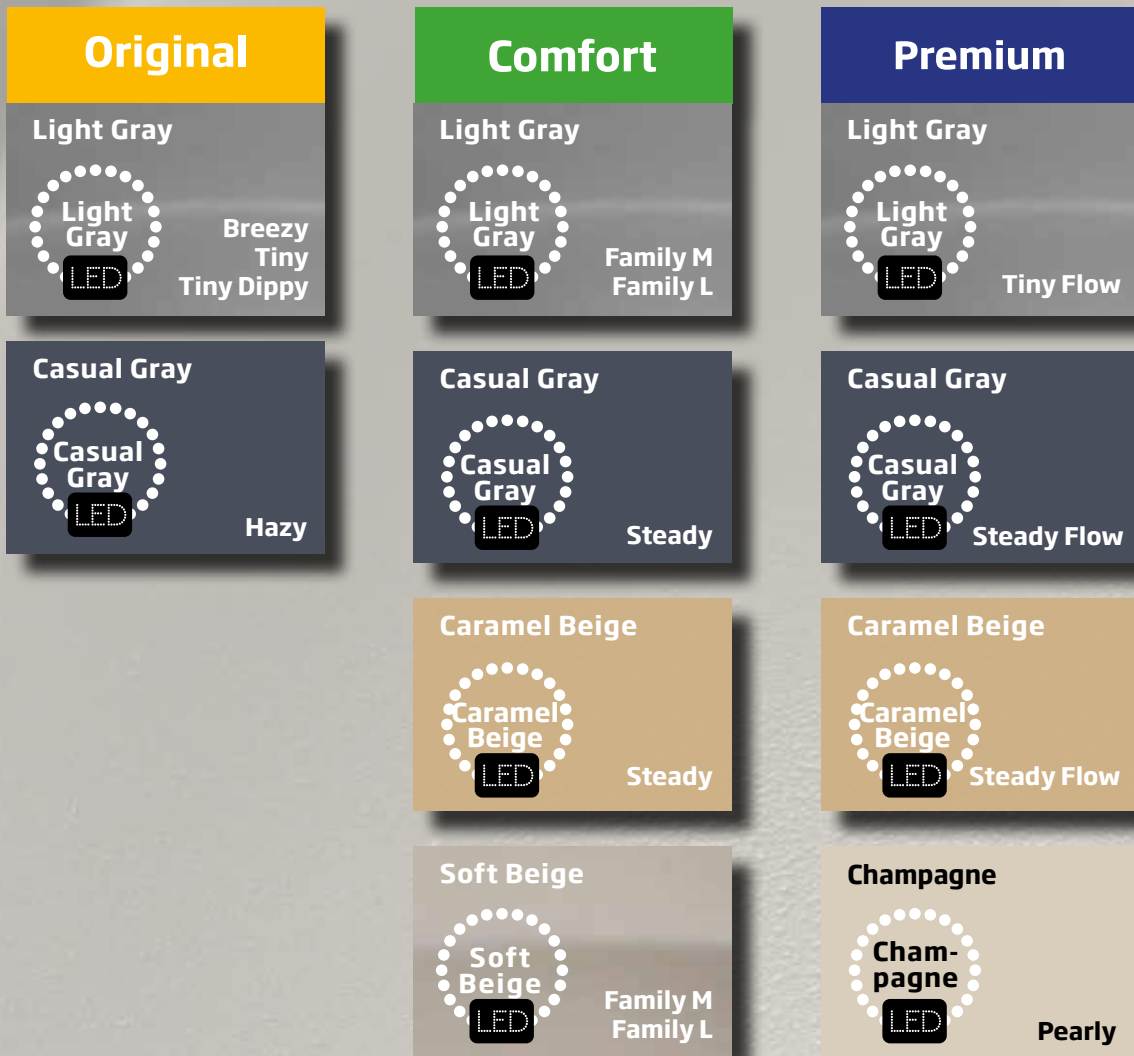 Original
Light Gray
Light
Gray
LED
Breezy
Tiny
Tiny Dippy
Casual Gray
Casual
Gray
LED
Hazy
Comfort
Light Gray
Light
Gray
LED
Family M
Family L
Casual Gray
Casual
Gray
LED
Steady
Caramel Beige
Caramel
Beige
LED
Steady
Soft Beige
Soft
Beige
LED
Family M
Family L
Premium
Light Gray
Light
Gray
LED
Tiny Flow
Casual Gray
Casual
Gray
LED
Steady Flow
Caramel Beige
Caramel
Beige
LED
Steady Flow
Champagne
Cham-
pagne
LED
Pearly